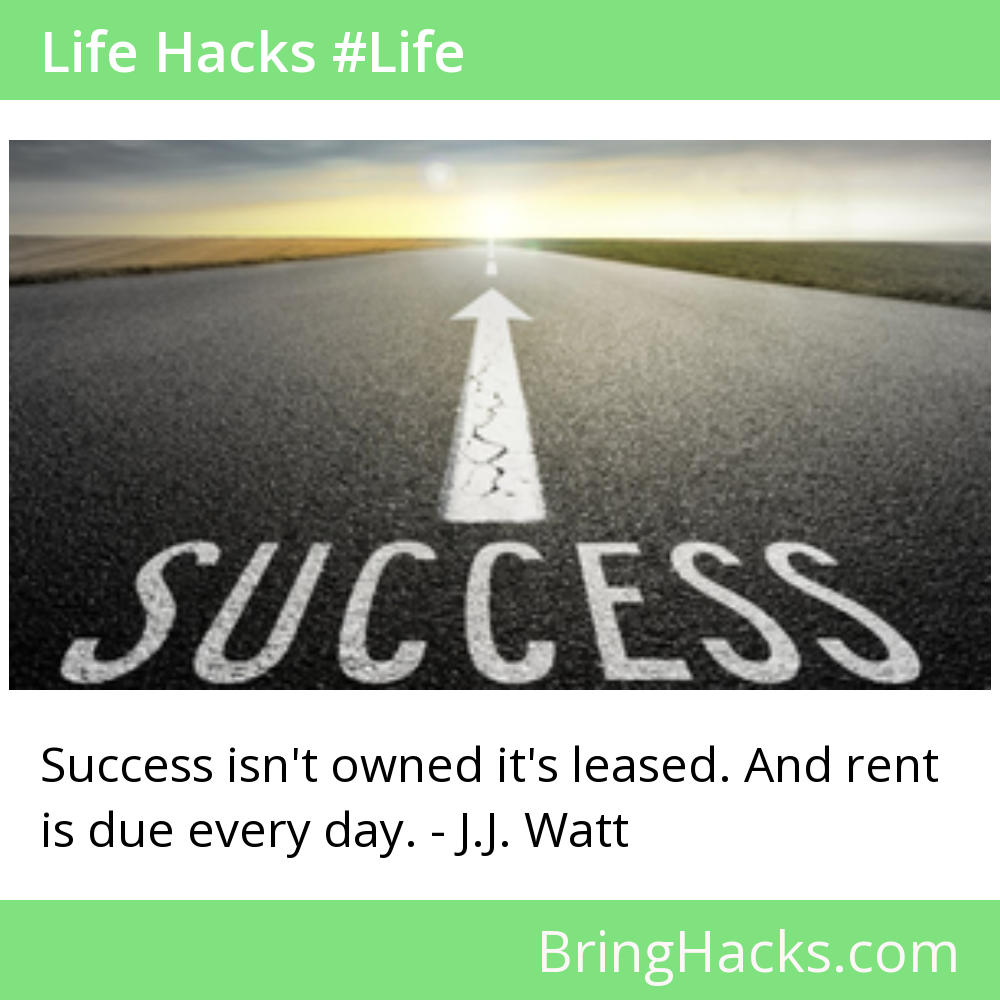 Life Hacks #Life
SUCCESS
Success isn't owned it's leased. And rent
is due every day. - J.J. Watt
BringHacks.com